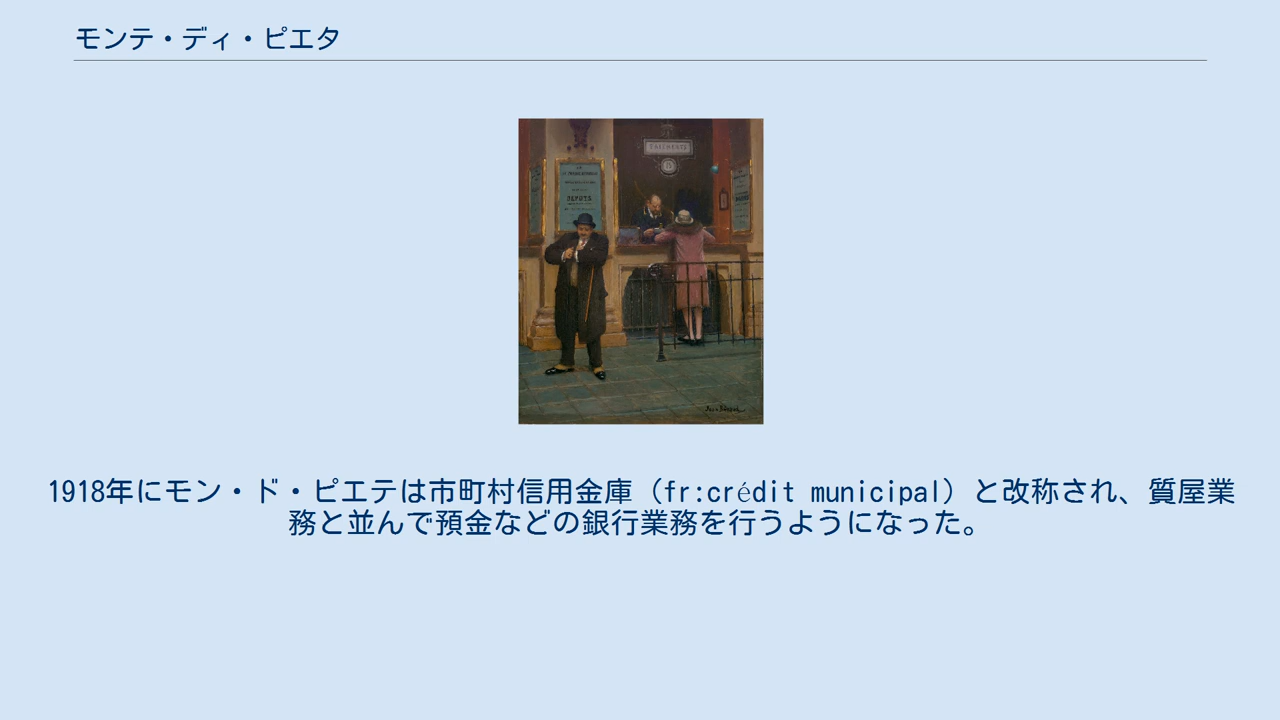 モンテ・ディ・ピエタ
PAIEMENTS
DEPOTS
1918年にモン・ド・ピエテは市町村信用金庫（fr:crédit municipal）と改称され、質屋業
務と並んで預金などの銀行業務を行うようになった。